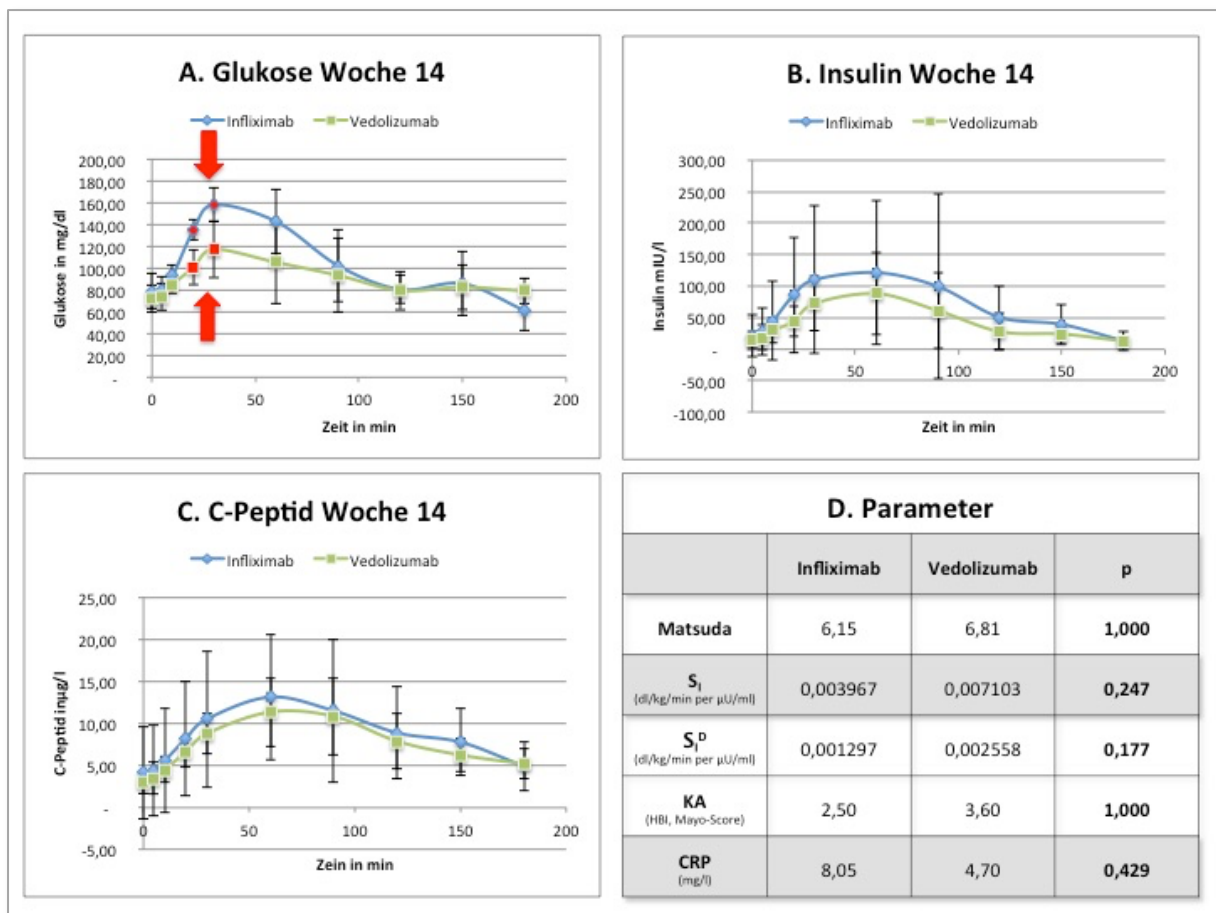 A. Glukose Woche 14
Infliximab Vedolizumab
Glukose in mg/dl
200,00
180,00
160,00
140,00
120,00
100,00
80,00
60,00
40,00
20,00
-
0 50 100 150 200
Zeit in min
B. Insulin Woche 14
Infliximab Vedolizumab
Insulin mIU/l
300,00
250,00
200,00
150,00
100,00
50,00
-
-50,00
-100,00
0 50 100 150 200
Zeit in min
C. C-Peptid Woche 14
Infliximab Vedolizumab
C-Peptid inµg/l
25,00
20,00
15,00
10,00
5,00
-
-5,00
0 50 100 150 200
Zein in min
D. Parameter
Infliximab Vedolizumab p
Matsuda 6,15 6,81 1,000
SI 0,003967 0,007103 0,247
(dl/kg/min per µU/ml)
SID 0,001297 0,002558 0,177
(dl/kg/min per µU/ml)
KA 2,50 3,60 1,000
(HBI, Mayo-Score)
CRP 8,05 4,70 0,429
(mg/l)